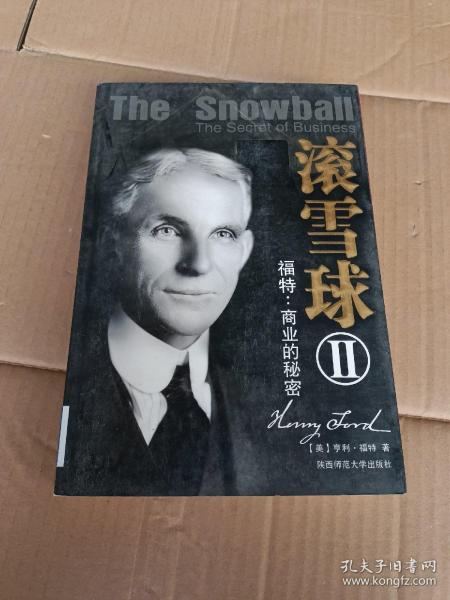 The Snowball
The Secret of Business
滚雪球
II
福特：商业的秘密
Henry Ford
【美】亨利·福特 著
陕西师范大学出版社
孔夫子旧书网
www.kongfz.com